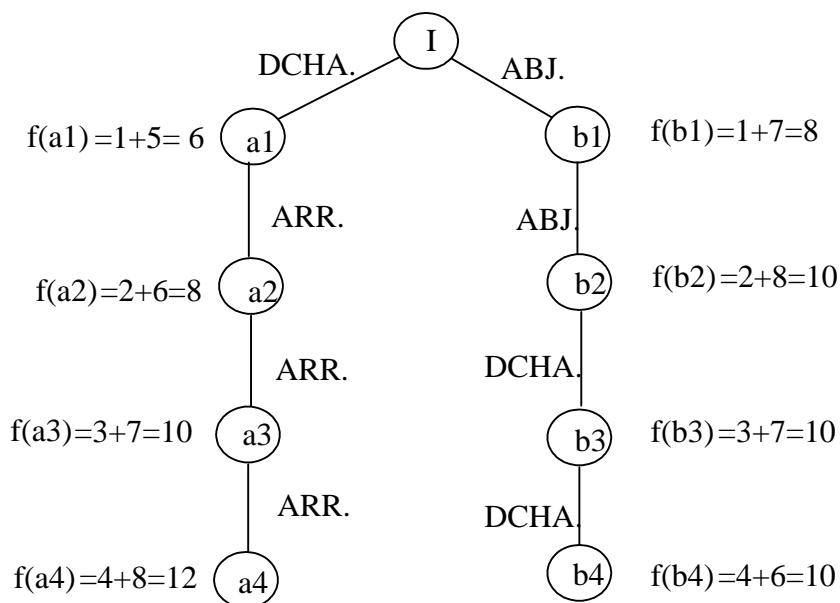 I
DCHA. ABJ.
f(a1) =1+5= 6 a1 b1 f(b1) =1+7=8
ARR. ABJ.
f(a2) =2+6=8 a2 b2 f(b2) =2+8=10
ARR. DCHA.
f(a3) =3+7=10 a3 b3 f(b3) =3+7=10
ARR. DCHA.
f(a4) =4+8=12 a4 b4 f(b4) =4+6=10